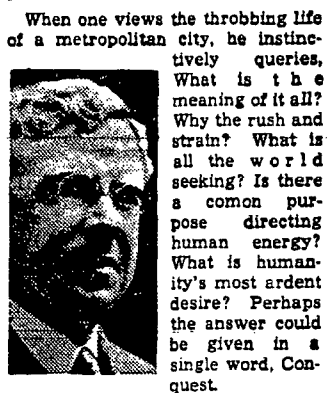 When one views the throbbing life
of a metropolitan city, he instinc-
tively queries,
What is the
meaning of it all?
Why the rush and
strain? What is
all the world
seeking? Is there
a comon pur-
pose directing
human energy?
What is human-
ity's most ardent
desire? Perhaps
the answer could
be given in a
single word, Con-
quest.